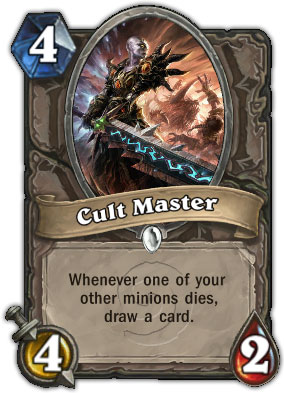 4
Cult Master
Whenever one of your
other minions dies,
draw a card.
4
2